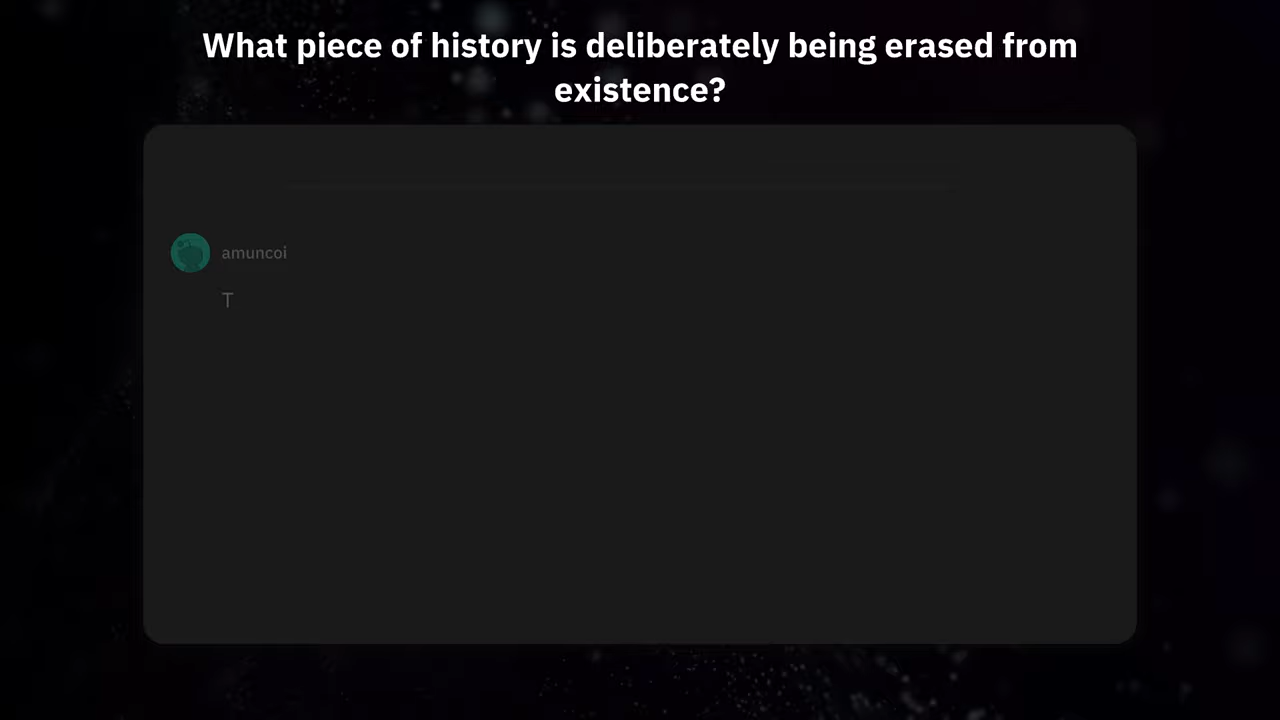 What piece of history is deliberately being erased from
existence?
amuncoi
T